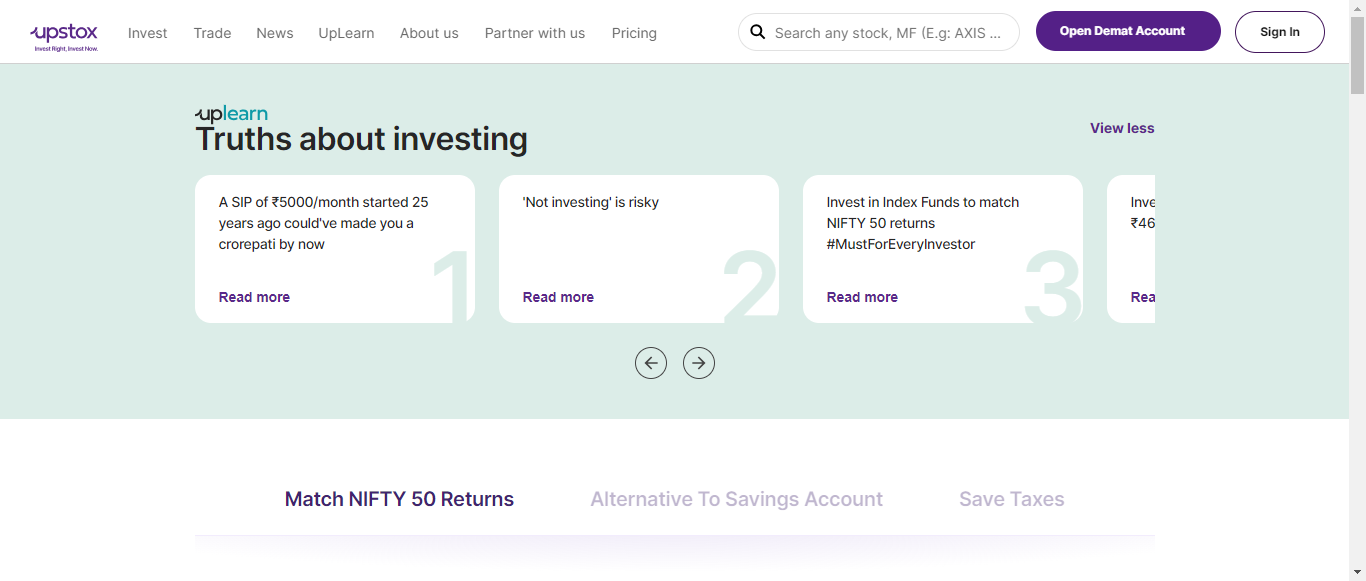 upstox
Invest Right, Invest Now.
Invest
Trade
News
UpLearn
About us
Partner with us
Pricing
Search any stock, MF (E.g: AXIS ...
Open Demat Account
Sign In
uplearn
Truths about investing
View less
A SIP of ₹5000/month started 25
years ago could've made you a
crorepati by now
Read more
1
'Not investing' is risky
Read more
2
Invest in Index Funds to match
NIFTY 50 returns
#MustForEveryInvestor
Read more
3
Match NIFTY 50 Returns
Alternative To Savings Account
Save Taxes